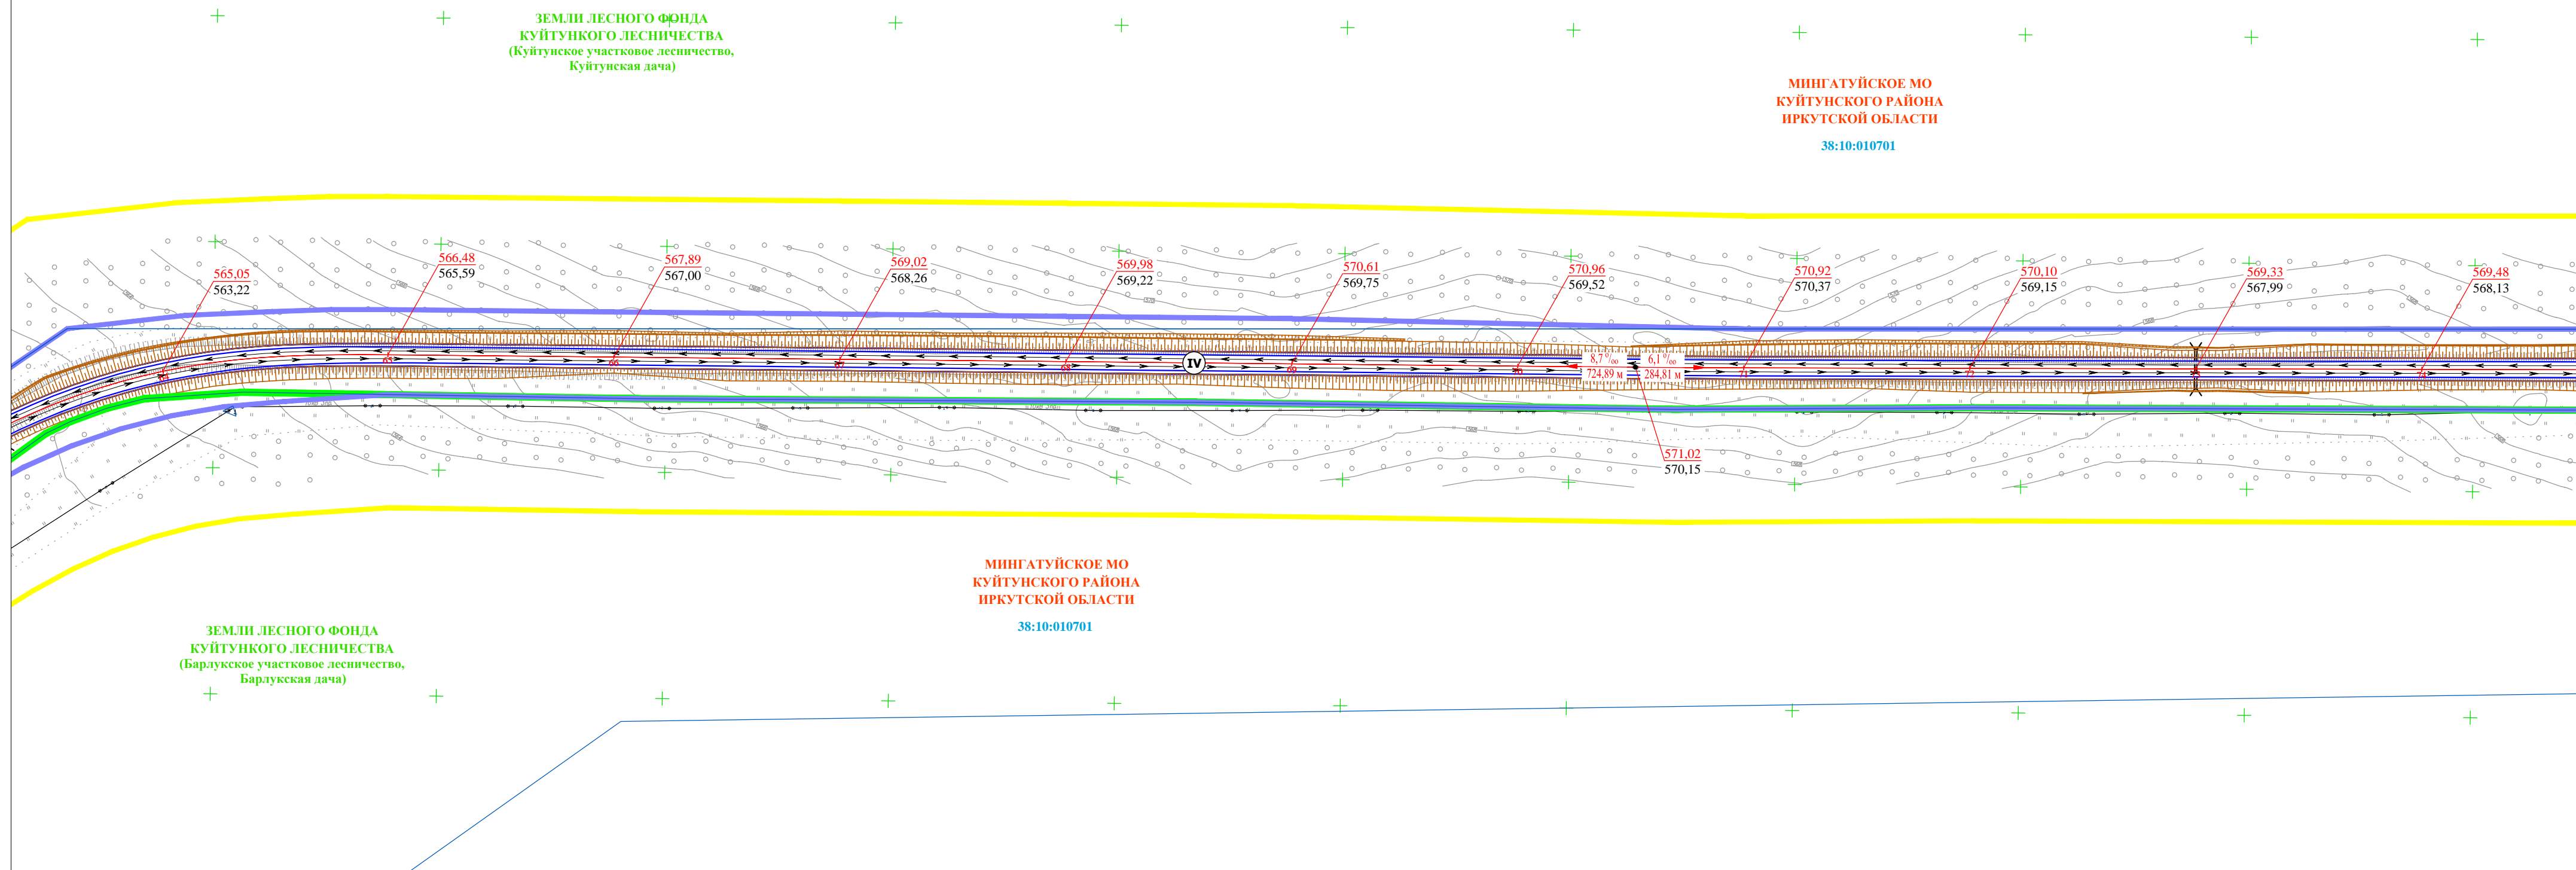 ЗЕМЛИ ЛЕСНОГО ФОНДА
КУЙТУНКОГО ЛЕСНИЧЕСТВА
(Куйтунское участковое лесничество,
Куйтунская дача)
МИНГАТУЙСКОЕ МО
КУЙТУНСКОГО РАЙОНА
ИРКУТСКОЙ ОБЛАСТИ
38:10:010701
565,05
563,22
566,48
565,59
567,89
567,00
569,02
568,26
569,98
569,22
570,61
569,75
570,96
569,52
570,92
570,37
570,10
569,15
569,33
567,99
569,48
568,13
65
66
67
68
IV
69
8,7 ‰
724,89 м
6,1 ‰
284,81 м
571,02
570,15
МИНГАТУЙСКОЕ МО
КУЙТУНСКОГО РАЙОНА
ИРКУТСКОЙ ОБЛАСТИ
38:10:010701
ЗЕМЛИ ЛЕСНОГО ФОНДА
КУЙТУНКОГО ЛЕСНИЧЕСТВА
(Барлукское участковое лесничество,
Барлукская дача)